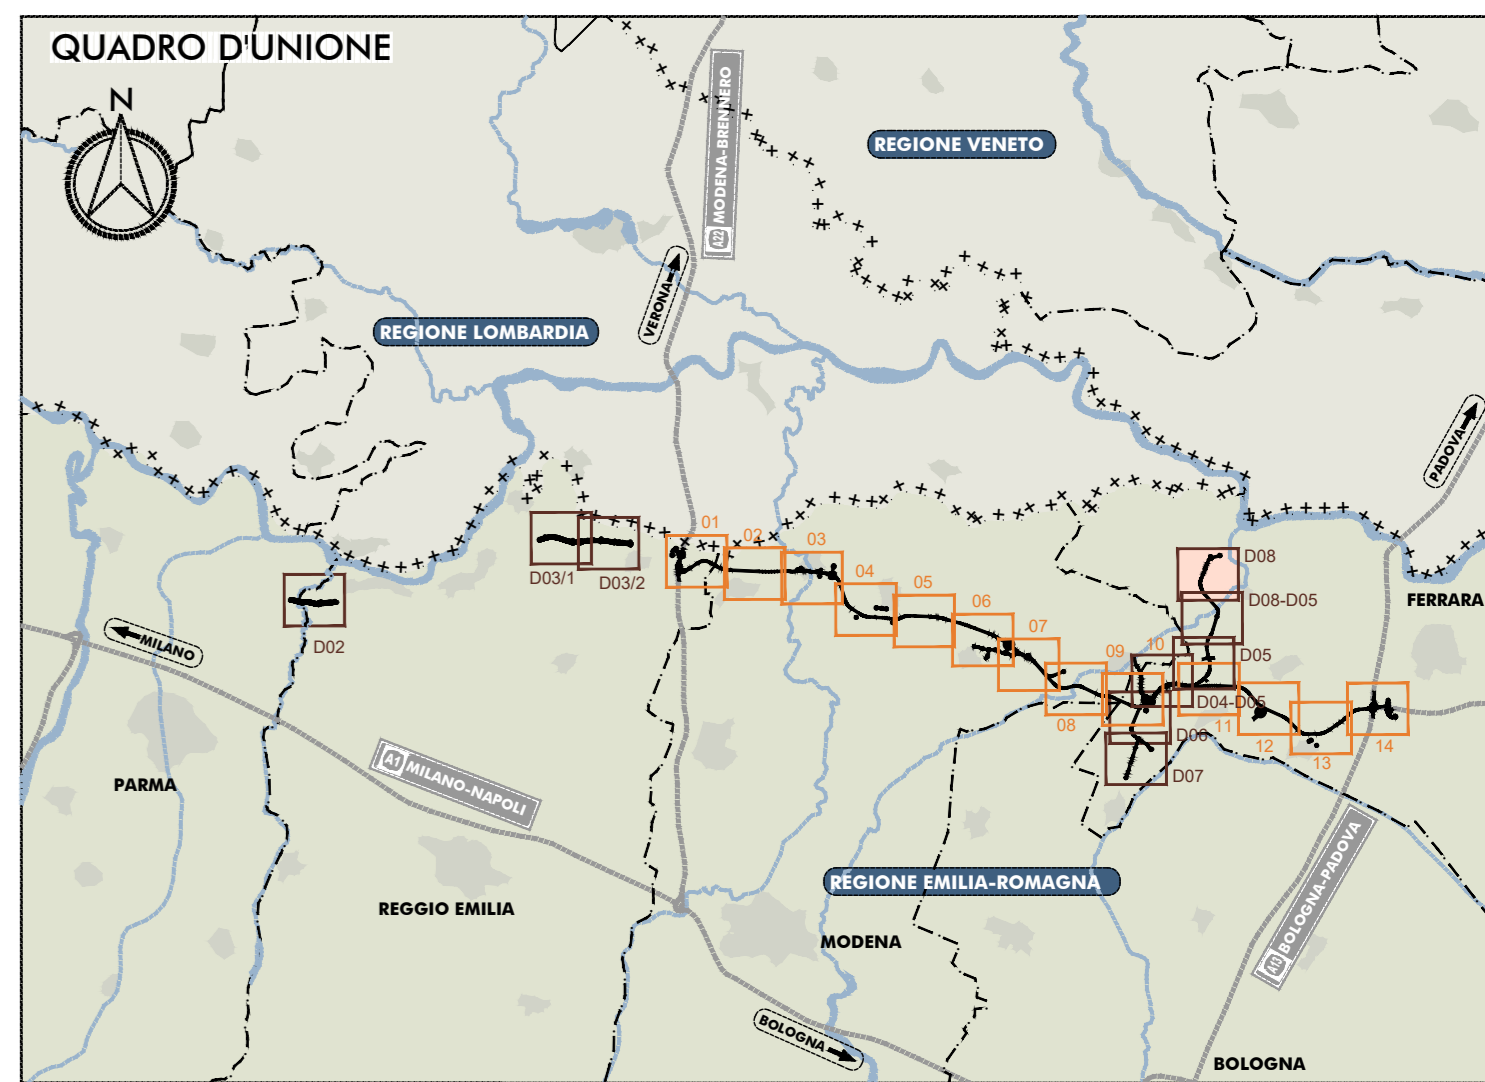 QUADRO D'UNIONE
N
A22 MODENA-BRENNERO
REGIONE VENETO
VERONA
REGIONE LOMBARDIA
PADOVA
01
02
03
04
05
06
07
08
09
10
11
12
13
14
D03/1
D03/2
D02
D08
D08-D05
D05
D04-D05
D06
D07
FERRARA
MILANO
PARMA
A1 MILANO-NAPOLI
REGGIO EMILIA
REGIONE EMILIA-ROMAGNA
MODENA
A13 BOLOGNA-PADOVA
BOLOGNA
BOLOGNA